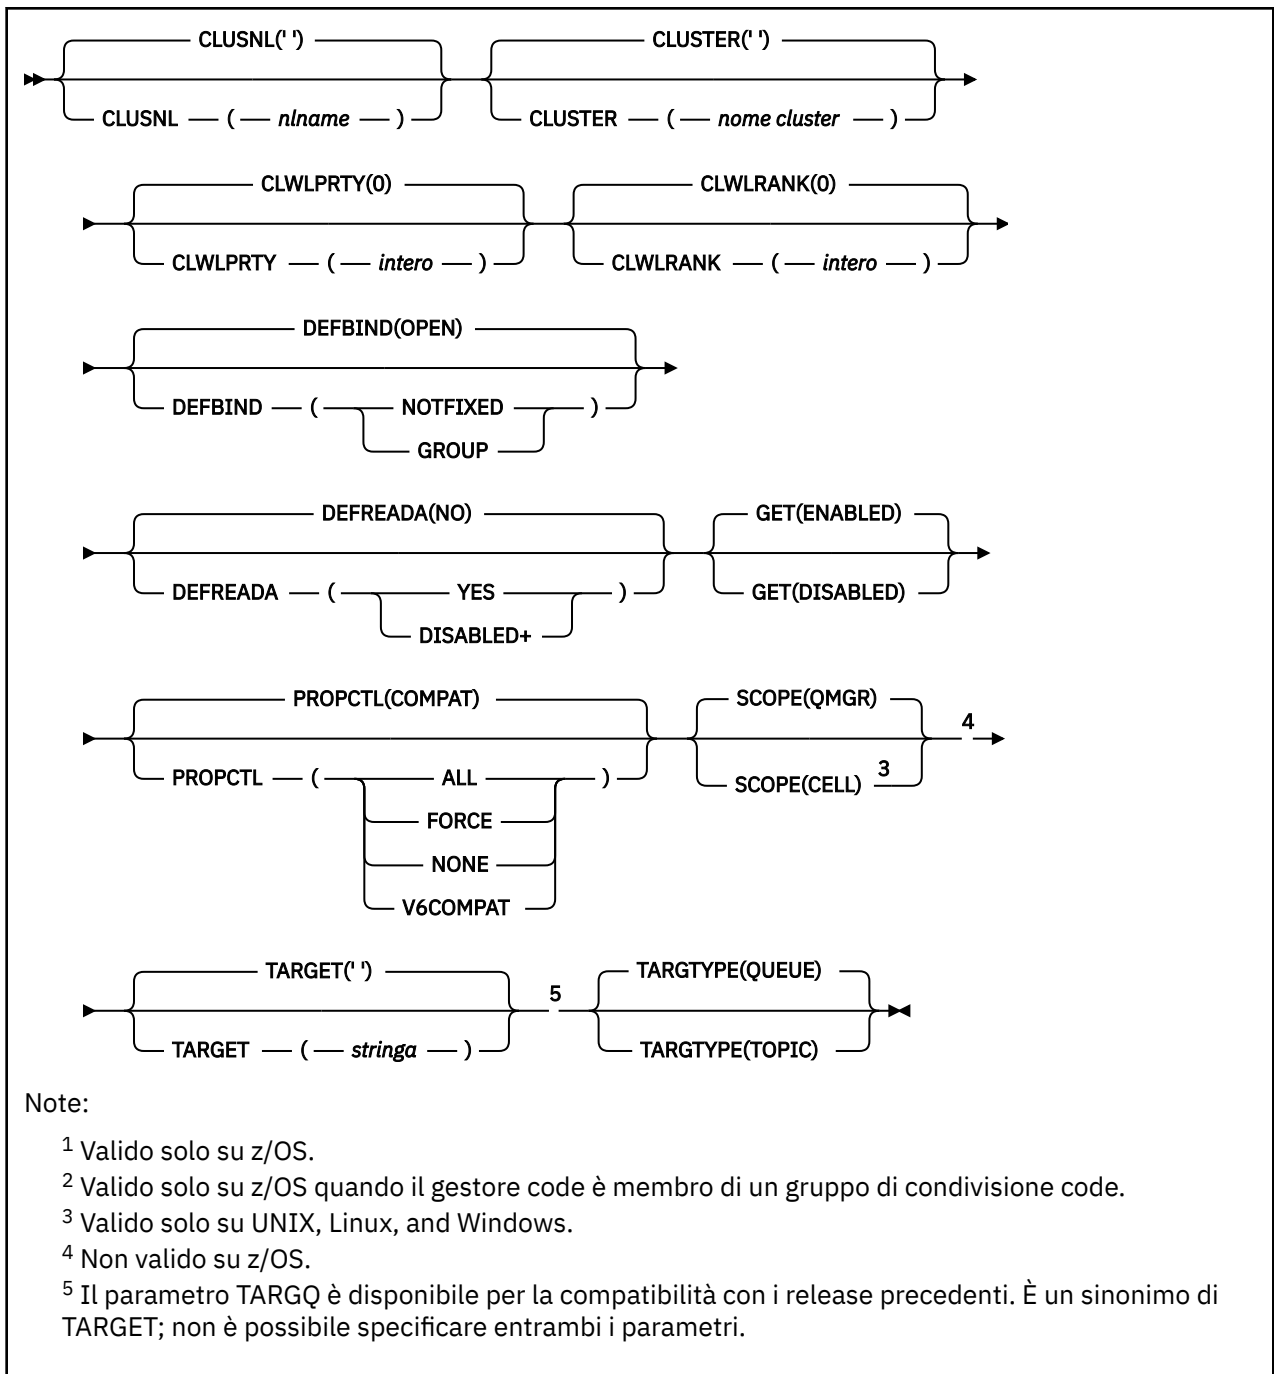 CLUSNL(' ') CLUSTER(' ')
CLUSNL ( nlname ) CLUSTER ( nome cluster )
CLWLPRTY(0) CLWLRANK(0)
CLWLPRTY ( intero ) CLWLRANK ( intero )
DEFBIND(OPEN)
DEFBIND ( NOTFIXED )
GROUP
DEFREADA(NO) GET(ENABLED)
DEFREADA ( YES ) GET(DISABLED)
DISABLED+
PROPCTL(COMPAT) SCOPE(QMGR) 4
PROPCTL ( ALL ) SCOPE(CELL) 3
FORCE
NONE
V6COMPAT
TARGET(' ') 5 TARGTYPE(QUEUE)
TARGET ( stringa ) TARGTYPE(TOPIC)
Note:
1 Valido solo su z/OS.
2 Valido solo su z/OS quando il gestore code è membro di un gruppo di condivisione code.
3 Valido solo su UNIX, Linux, and Windows.
4 Non valido su z/OS.
5 Il parametro TARGQ è disponibile per la compatibilità con i release precedenti. È un sinonimo di
TARGET; non è possibile specificare entrambi i parametri.